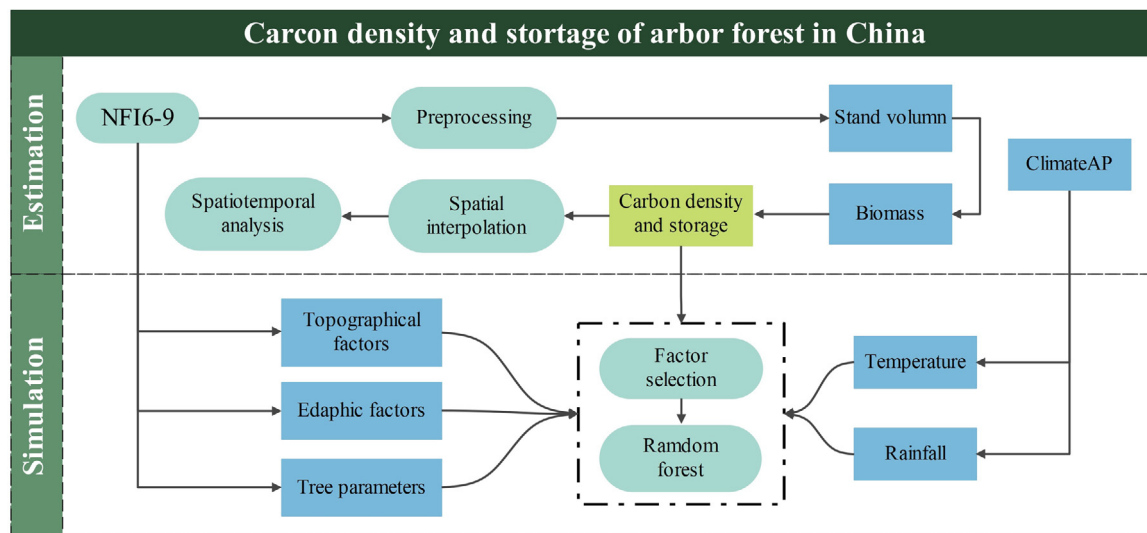 Carcon density and stortage of arbor forest in China
Estimation
NFI6-9
Preprocessing
Stand volumn
ClimateAP
Spatiotemporal
analysis
Spatial
interpolation
Carbon density
and storage
Biomass
Simulation
Topographical
factors
Edaphic factors
Tree parameters
Factor
selection
Ramdom
forest
Temperature
Rainfall